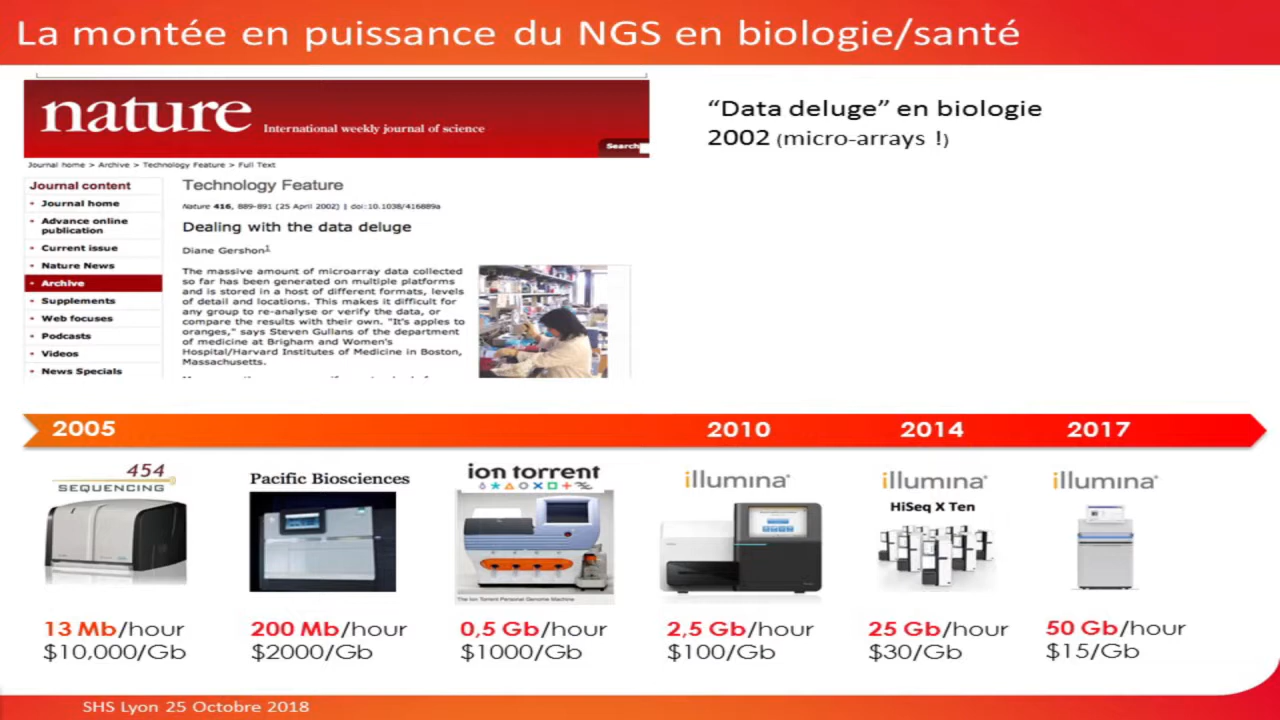 La montée en puissance du NGS en biologie/santé
nature International weekly journal of science
Search
Journal home > Archive > Technology Feature > Full Text
Journal content
Journal home
Advance online
publication
Current issue
Nature News
Archive
Supplements
Web focuses
Podcasts
Videos
News Specials
Technology Feature
Nature 416, 889-891 (25 April 2002) | doi:10.1038/416889a
Dealing with the data deluge
Diane Gershon1
The massive amount of microarray data collected
so far has been generated on multiple platforms
and is stored in a host of different formats, levels
of detail and locations. This makes it difficult for
any group to re-analyse or verify the data, or
compare the results with their own. "It's apples to
oranges," says Steven Gullans of the department
of medicine at Brigham and Women's
Hospital/Harvard Institutes of Medicine in Boston,
Massachusetts.
“Data deluge” en biologie
2002 (micro-arrays !)
2005 2010 2014 2017
454
SEQUENCING
Pacific Biosciences
ion torrent
The Ion Torrent Personal Genome Machine
illumina
illumina
HiSeq X Ten
illumina
13 Mb/hour
$10,000/Gb
200 Mb/hour
$2000/Gb
0,5 Gb/hour
$1000/Gb
2,5 Gb/hour
$100/Gb
25 Gb/hour
$30/Gb
50 Gb/hour
$15/Gb
SHS Lyon 25 Octobre 2018